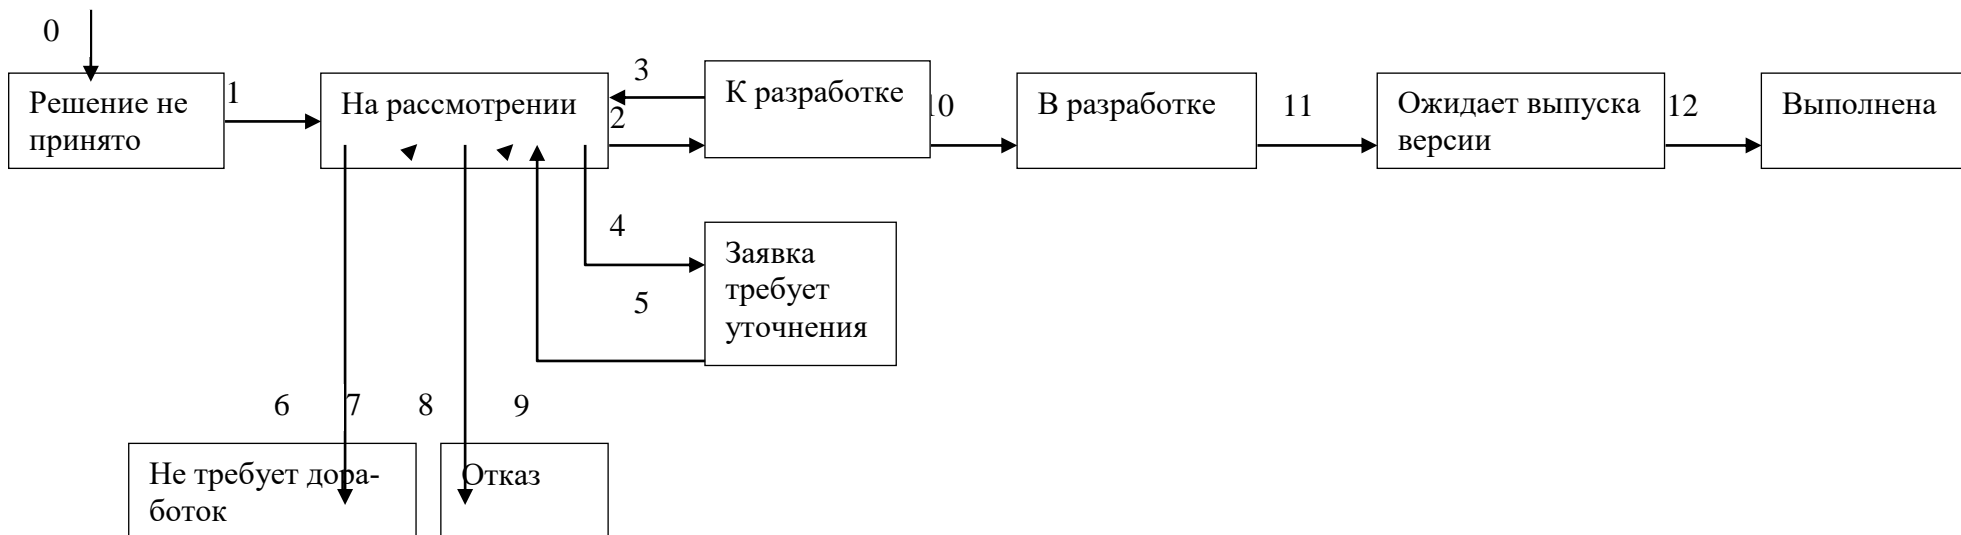 0
Решение не
принято
1
На рассмотрении
3
2
К разработке
10
В разработке
11
Ожидает выпуска
версии
12
Выполнена
4
Заявка
требует
уточнения
5
6
7
8
9
Не требует дора-
боток
Отказ